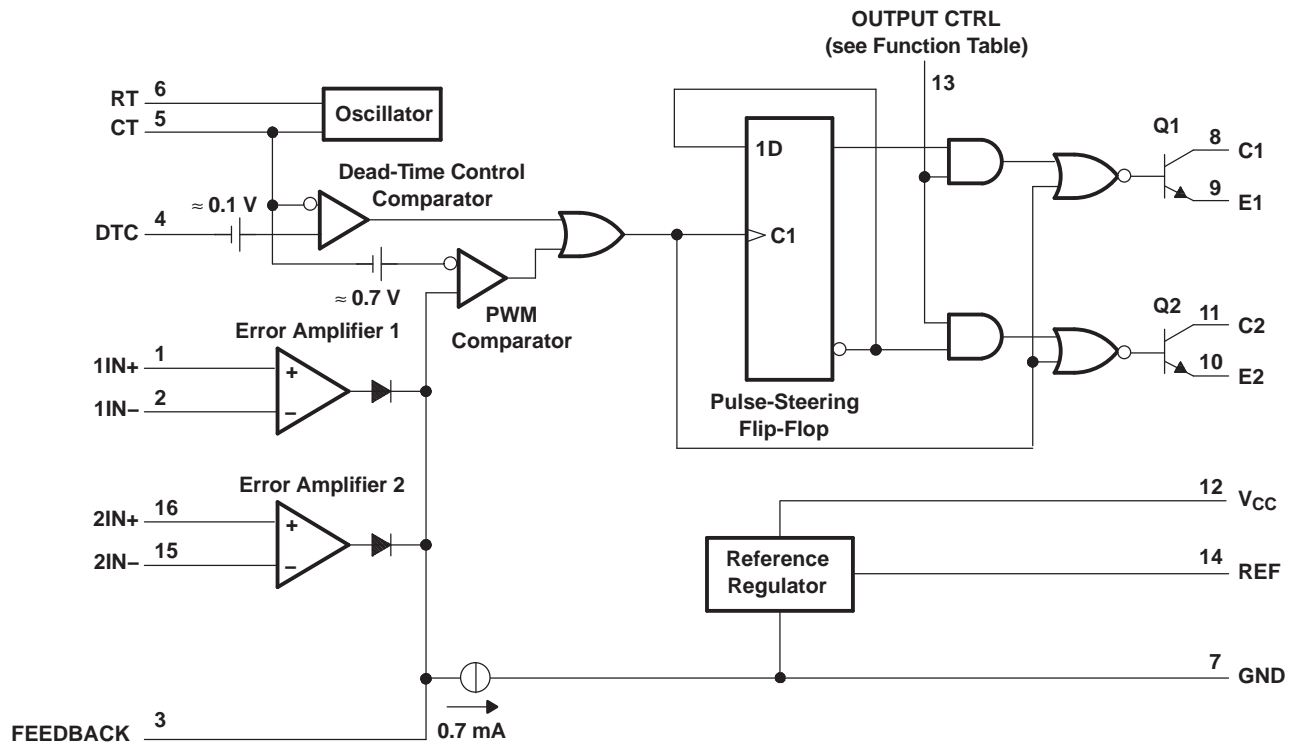 OUTPUT CTRL
(see Function Table)
13
RT 6
CT 5
Oscillator
Dead-Time Control
Comparator
≈ 0.1 V
DTC 4
≈ 0.7 V
PWM
Comparator
1D
C1
Pulse-Steering
Flip-Flop
Q1
8 C1
9 E1
Q2
11 C2
10 E2
Error Amplifier 1
1IN+ 1
1IN− 2
+
−
Error Amplifier 2
2IN+ 16
2IN− 15
+
−
12 VCC
Reference
Regulator
14 REF
7 GND
0.7 mA
FEEDBACK 3